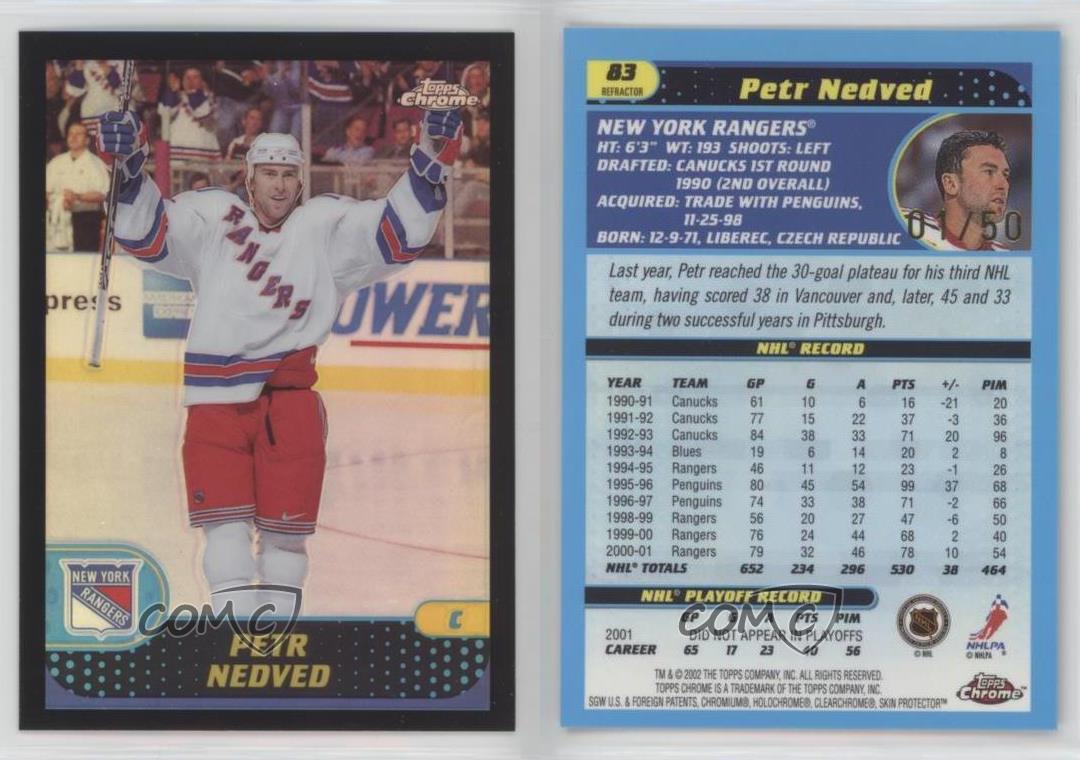 Topps
Chrome
RANGERS
press
AMERICAN
EXPRESS
OWER
NEW YORK
RANGERS
C
PETR
NEDVED
COMC
83
REFRACTOR
Petr Nedved
NEW YORK RANGERS®
HT: 6'3" WT: 193 SHOOTS: LEFT
DRAFTED: CANUCKS 1ST ROUND
1990 (2ND OVERALL)
ACQUIRED: TRADE WITH PENGUINS,
11-25-98
BORN: 12-9-71, LIBEREC, CZECH REPUBLIC
01/50
Last year, Petr reached the 30-goal plateau for his third NHL
team, having scored 38 in Vancouver and, later, 45 and 33
during two successful years in Pittsburgh.
NHL® RECORD
YEAR TEAM GP G A PTS +/- PIM
1990-91 Canucks 61 10 6 16 -21 20
1991-92 Canucks 77 15 22 37 -3 36
1992-93 Canucks 84 38 33 71 20 96
1993-94 Blues 19 6 14 20 2 8
1994-95 Rangers 46 11 12 23 -1 26
1995-96 Penguins 80 45 54 99 37 68
1996-97 Penguins 74 33 38 71 -2 66
1998-99 Rangers 56 20 27 47 -6 50
1999-00 Rangers 76 24 44 68 2 40
2000-01 Rangers 79 32 46 78 10 54
NHL® TOTALS 652 234 296 530 38 464
NHL® PLAYOFF RECORD
GP G A PTS PIM
2001 DID NOT APPEAR IN PLAYOFFS
CAREER 65 17 23 40 56
COMC
© NHL
NHLPA
© NHLPA
TM & © 2002 THE TOPPS COMPANY, INC. ALL RIGHTS RESERVED.
TOPPS CHROME IS A TRADEMARK OF THE TOPPS COMPANY, INC.
SGW U.S. & FOREIGN PATENTS, CHROMIUM®, HOLOCHROME®, CLEARCHROME®, SKIN PROTECTOR™
Topps
Chrome™